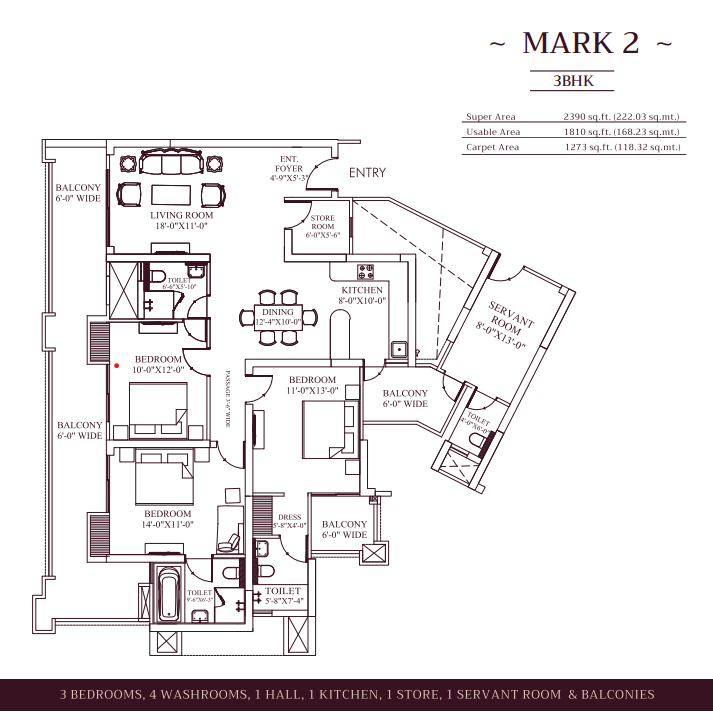 ~ MARK 2 ~
3BHK
Super Area 2390 sq.ft. (222.03 sq.mt.)
Usable Area 1810 sq.ft. (168.23 sq.mt.)
Carpet Area 1273 sq.ft. (118.32 sq.mt.)
ENT.
FOYER
4'-9"X5'-3"
ENTRY
BALCONY
6'-0" WIDE
LIVING ROOM
18'-0"X11'-0"
STORE
ROOM
6'-0"X5'-6"
TOILET
6'-6"X5'-10"
KITCHEN
8'-0"X10'-0"
DINING
12'-4"X10'-0"
SERVANT
ROOM
8'-0"X13'-0"
BEDROOM
10'-0"X12'-0"
PASSAGE 3'-6" WIDE
BEDROOM
11'-0"X13'-0"
BALCONY
6'-0" WIDE
TOILET
4'-0"X6'-0"
BALCONY
6'-0" WIDE
BEDROOM
14'-0"X11'-0"
DRESS
5'-8"X4'-0"
BALCONY
6'-0" WIDE
TOILET
9'-6"X6'-3"
TOILET
5'-8"X7'-4"
3 BEDROOMS, 4 WASHROOMS, 1 HALL, 1 KITCHEN, 1 STORE, 1 SERVANT ROOM & BALCONIES